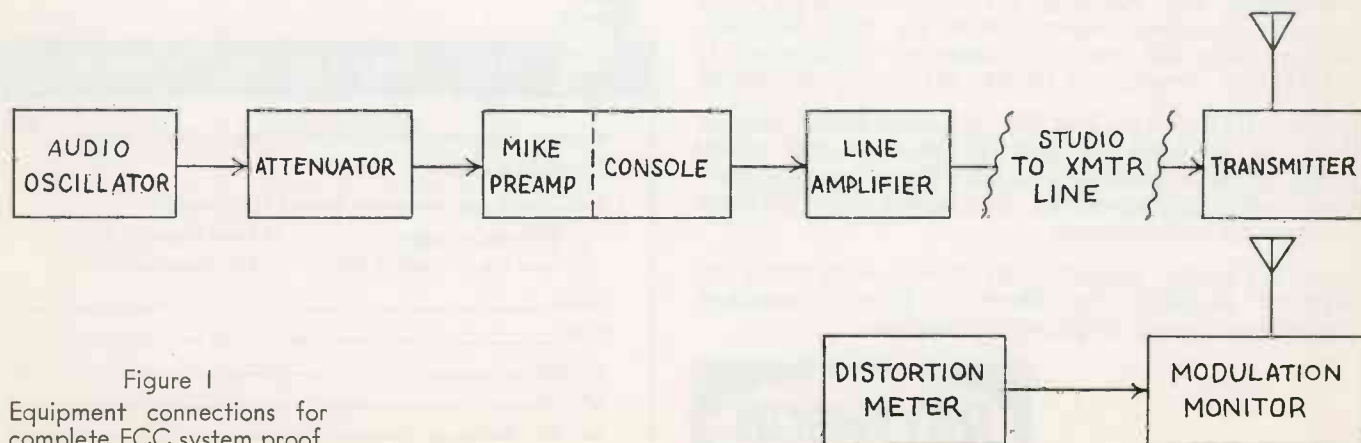 AUDIO
OSCILLATOR
ATTENUATOR
MIKE
PREAMP
CONSOLE
LINE
AMPLIFIER
STUDIO
TO XMTR
LINE
TRANSMITTER
DISTORTION
METER
MODULATION
MONITOR
Figure 1
Equipment connections for
complete FCC system proof